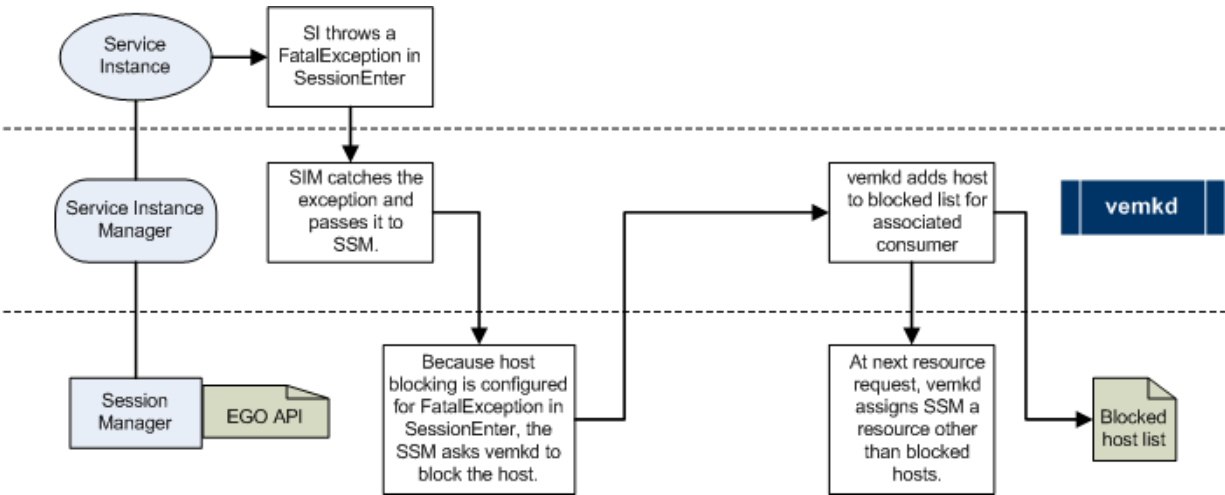 Service
Instance
SI throws a
FatalException in
SessionEnter
Service Instance
Manager
SIM catches the
exception and
passes it to
SSM.
vemkd adds host
to blocked list for
associated
consumer
vemkd
Session
Manager
EGO API
Because host
blocking is configured
for FatalException in
SessionEnter, the
SSM asks vemkd to
block the host.
At next resource
request, vemkd
assigns SSM a
resource other
than blocked
hosts.
Blocked
host list